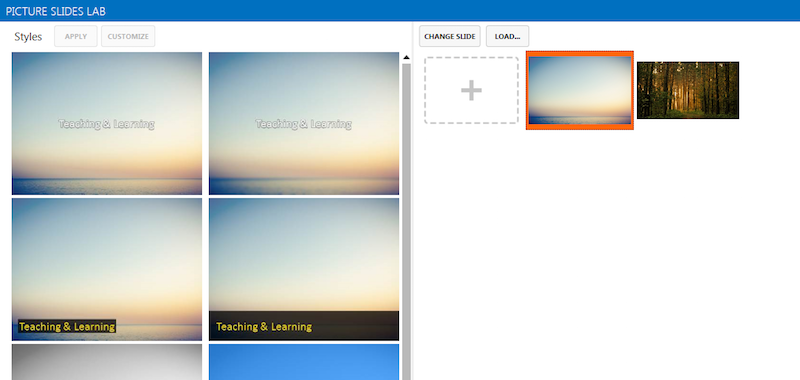 PICTURE SLIDES LAB
Styles APPLY CUSTOMIZE
CHANGE SLIDE LOAD...
Teaching & Learning
Teaching & Learning
Teaching & Learning
Teaching & Learning